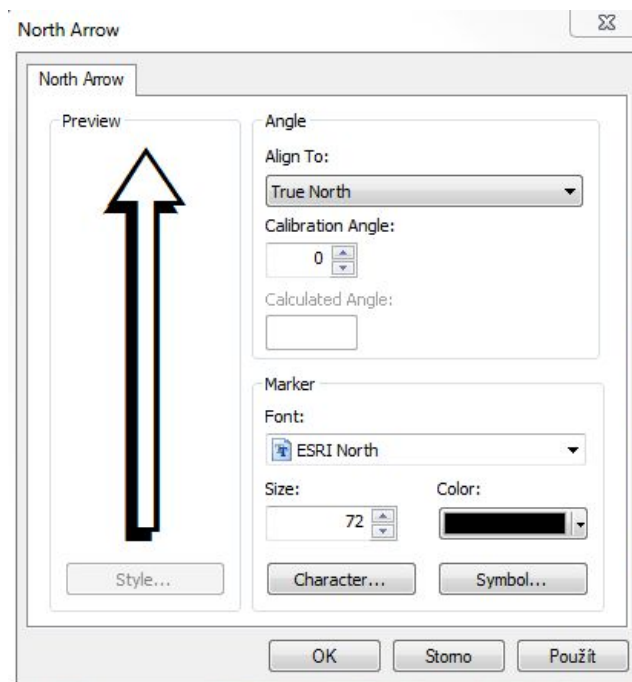 North Arrow
North Arrow
Preview
Style...
Angle
Align To:
True North
Calibration Angle:
0
Calculated Angle:
Marker
Font:
ESRI North
Size:
Color:
72
Character...
Symbol...
OK
Storno
Použít